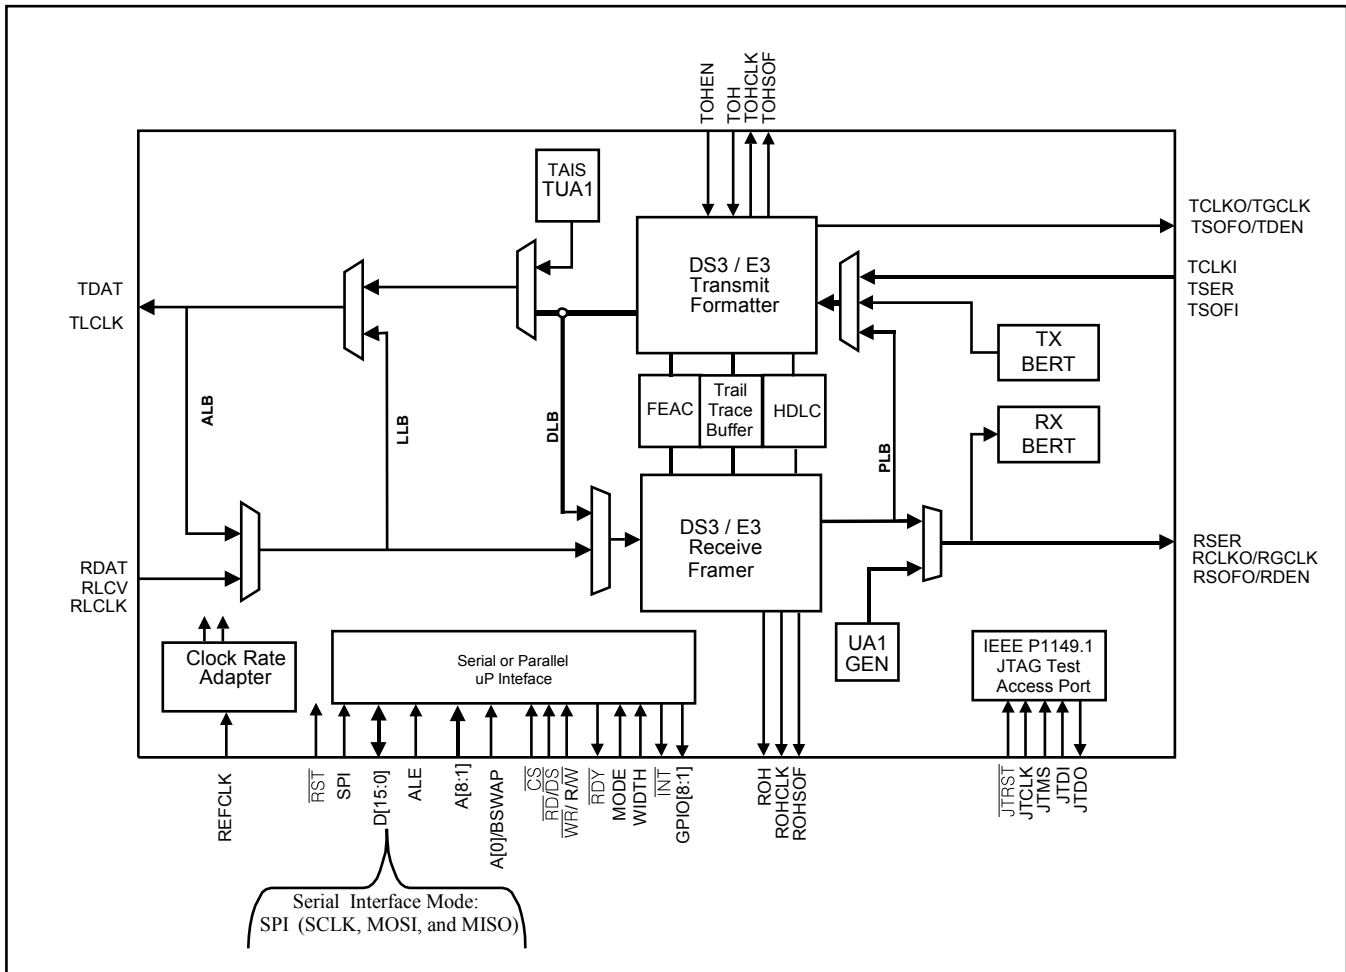 TOHEN
TOH
TOHCLK
TOHSOF
TAIS
TUA1
TCLKO/TGCLK
TSOFO/TDEN
DS3 / E3
Transmit
Formatter
TCLKI
TSER
TSOFI
TDAT
TLCLK
TX
BERT
ALB
LLB
DLB
FEAC
Trail
Trace
Buffer
HDLC
PLB
RX
BERT
DS3 / E3
Receive
Framer
RDAT
RLCV
RLCLK
RSER
RCLKO/RGCLK
RSOFO/RDEN
Clock Rate
Adapter
Serial or Parallel
uP Inteface
UA1
GEN
IEEE P1149.1
JTAG Test
Access Port
REFCLK
RST
SPI
D[15:0]
ALE
A[8:1]
A[0]/BSWAP
CS
RD/DS
WR/ R/W
RDY
MODE
WIDTH
INT
GPIO[8:1]
ROH
ROHCLK
ROHSOF
JTRST
JTCLK
JTMS
JTDI
JTDO
Serial Interface Mode:
SPI (SCLK, MOSI, and MISO)